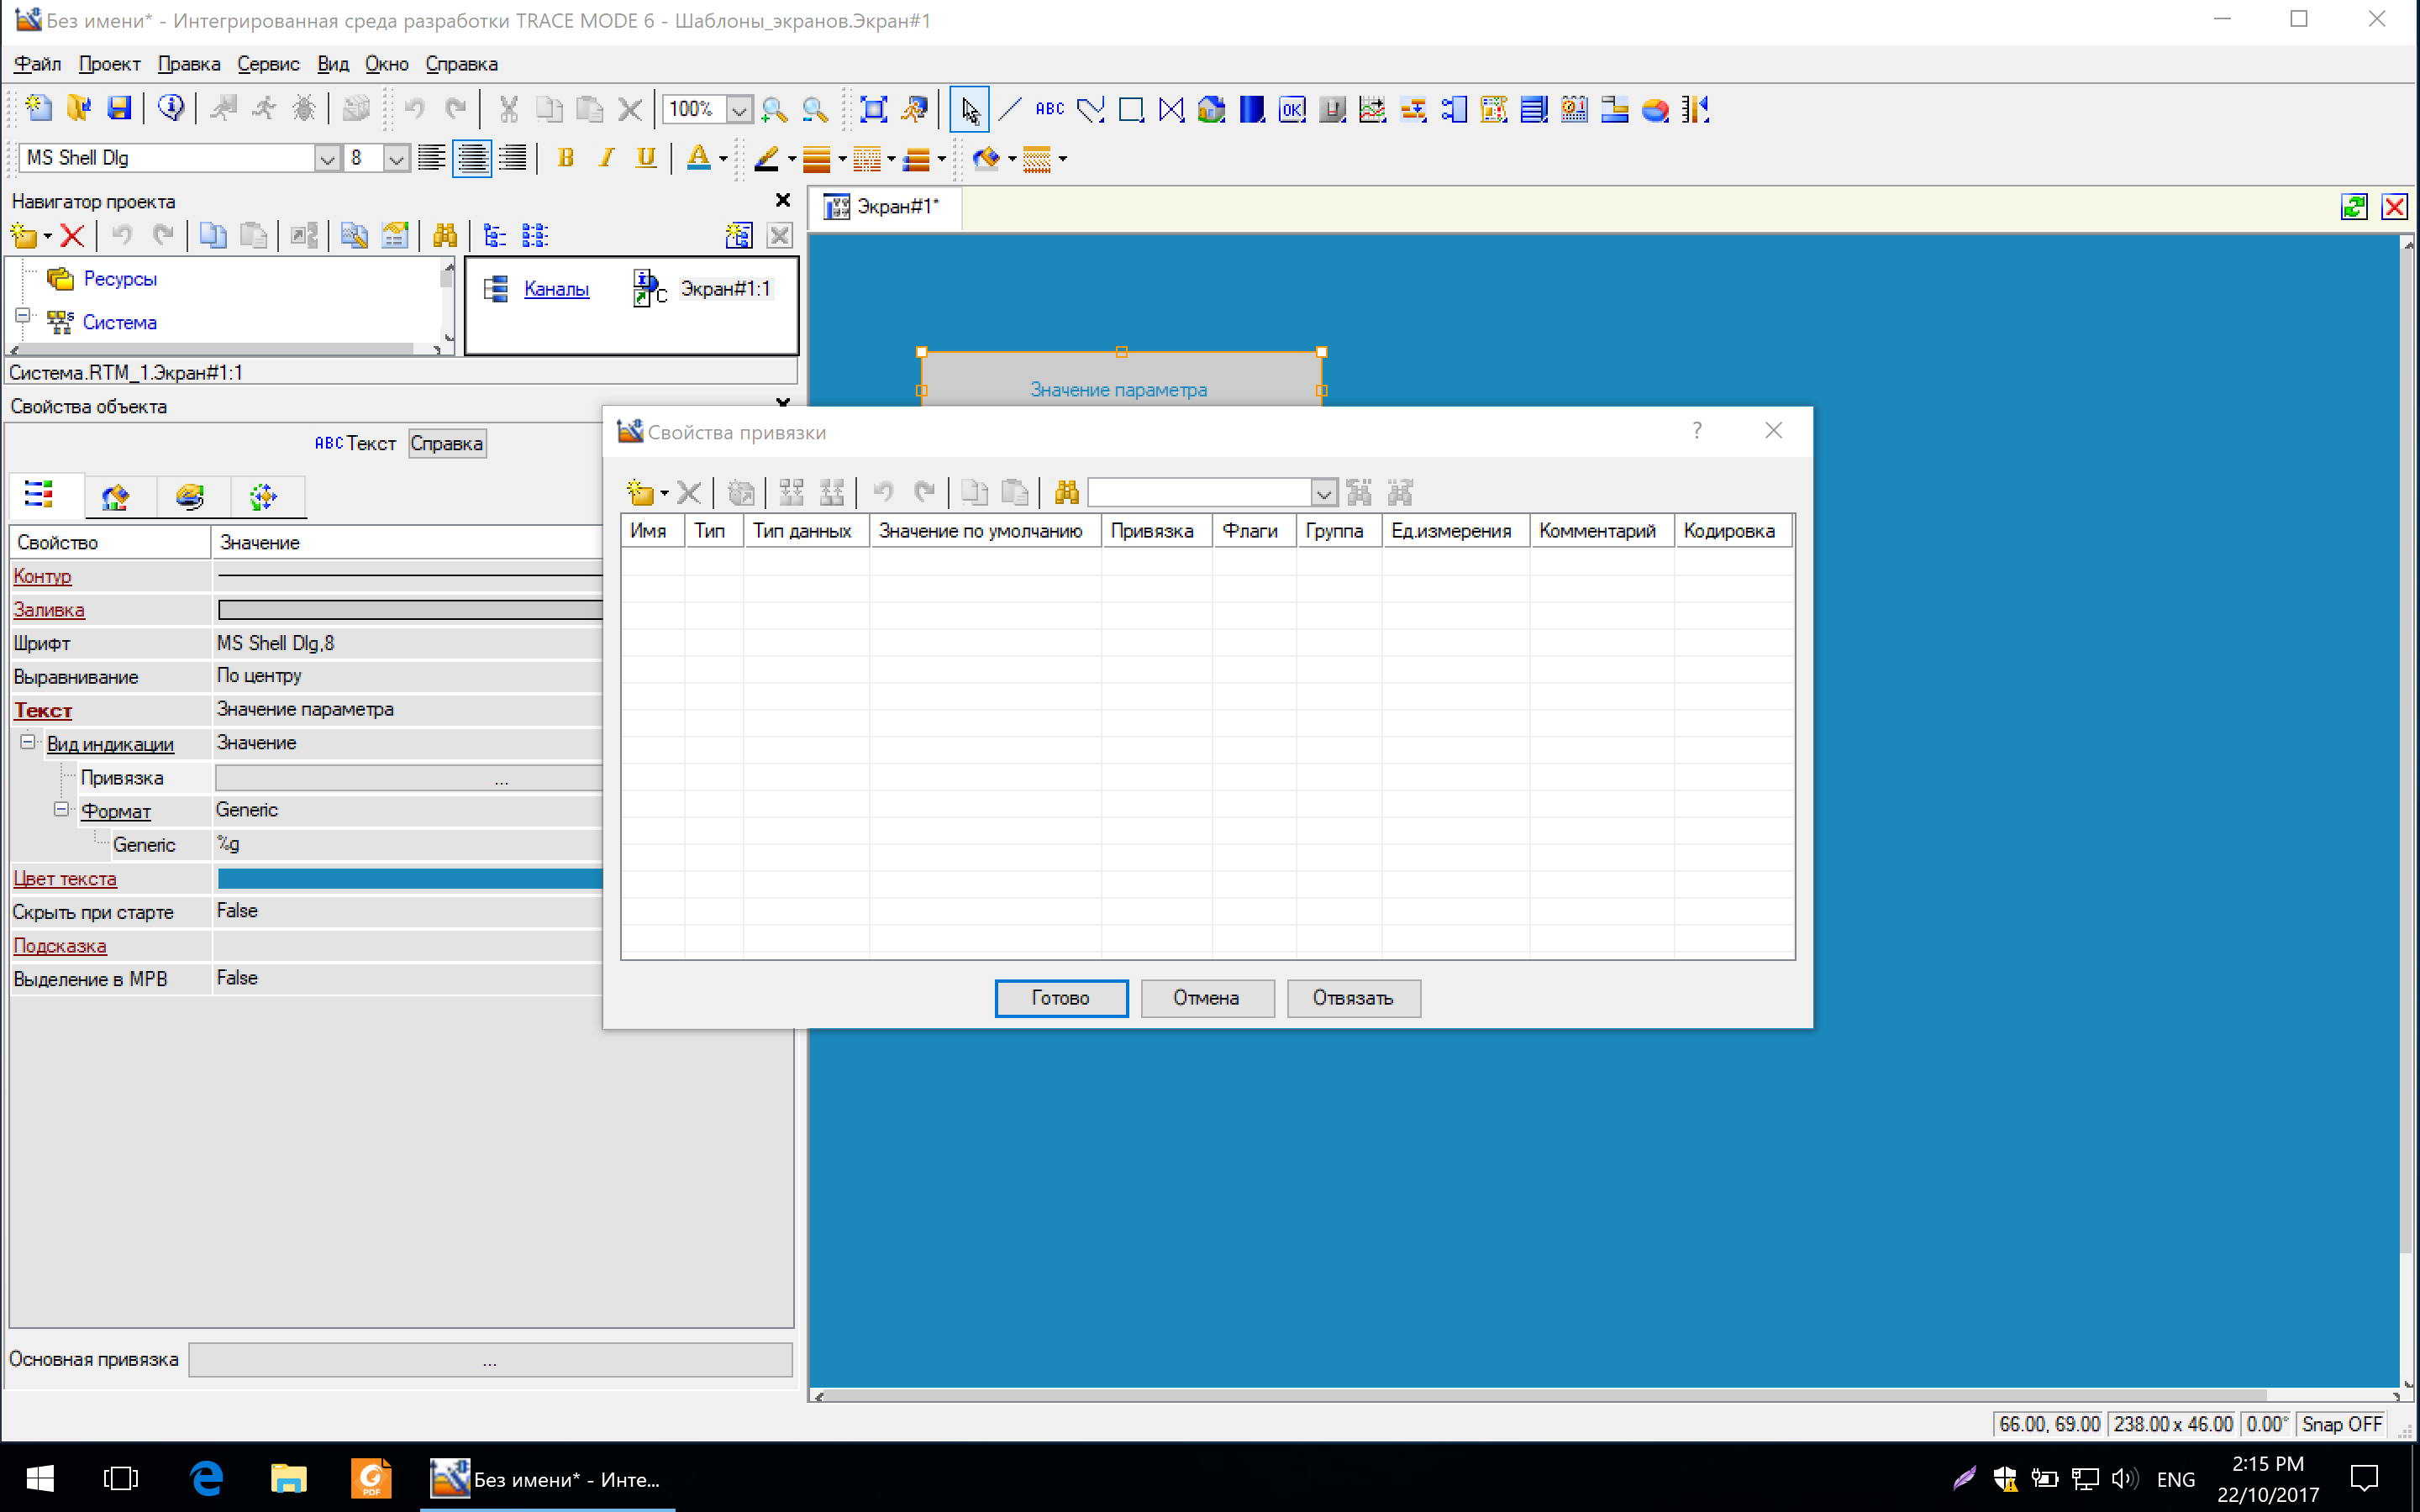 Без имени* - Интегрированная среда разработки TRACE MODE 6 - Шаблоны_экранов.Экран#1
Файл Проект Правка Сервис Вид Окно Справка
100% ABC OK
MS Shell Dlg 8 B I U A
Навигатор проекта
Экран#1*
Ресурсы
Система
Каналы
Экран#1:1
Система.RTM_1.Экран#1:1
Значение параметра
Свойства объекта
ABC Текст Справка
Свойство Значение
Контур
Заливка
Шрифт MS Shell Dlg,8
Выравнивание По центру
Текст Значение параметра
Вид индикации Значение
Привязка ...
Формат Generic
Generic %g
Цвет текста
Скрыть при старте False
Подсказка
Выделение в МРВ False
Основная привязка ...
Свойства привязки ?
Имя Тип Тип данных Значение по умолчанию Привязка Флаги Группа Ед.измерения Комментарий Кодировка
Готово Отмена Отвязать
66.00, 69.00 238.00 x 46.00 0.00° Snap OFF
PDF
Без имени* - Инте...
ENG
2:15 PM
22/10/2017